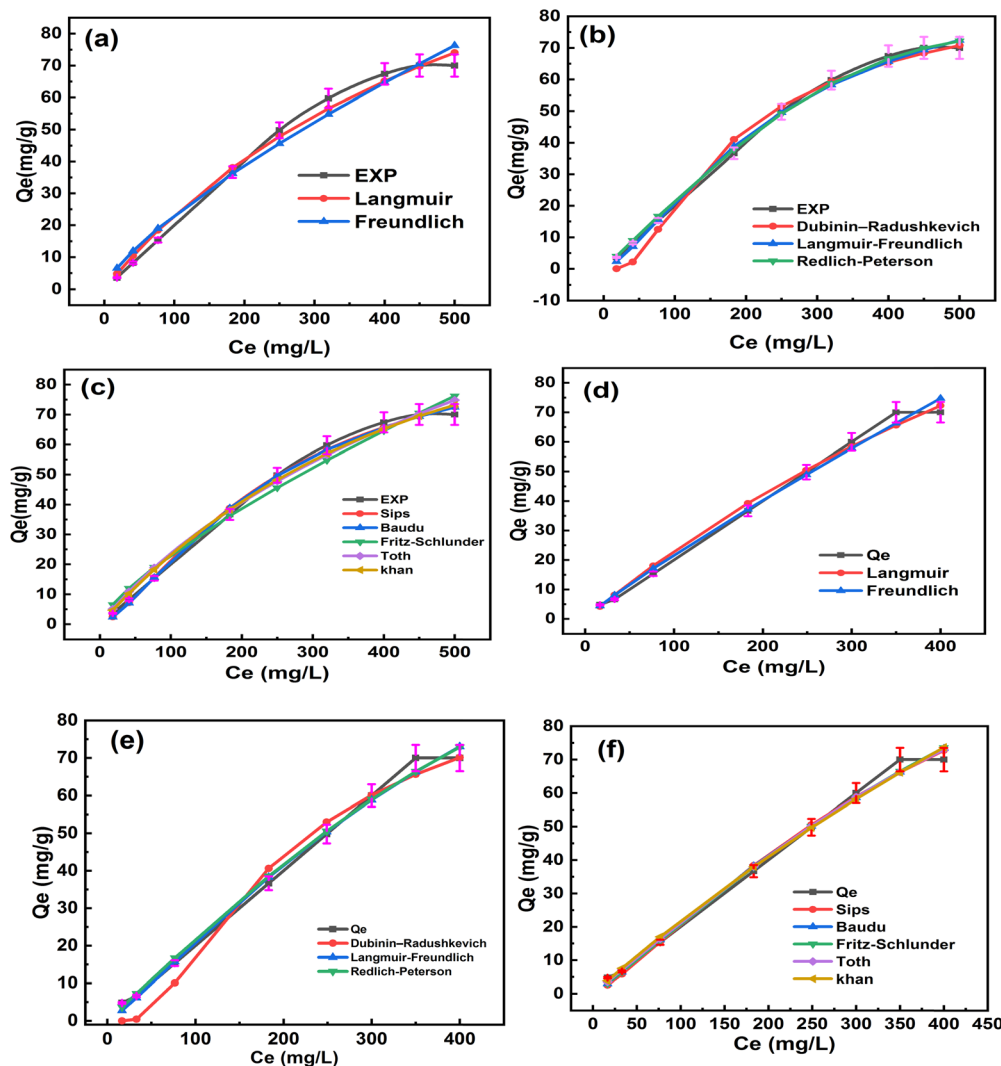 (a)
80
70
60
50
40
30
20
10
0
Qe(mg/g)
EXP
Langmuir
Freundlich
0 100 200 300 400 500
Ce (mg/L)
(b)
80
70
60
50
40
30
20
10
0
-10
Qe(mg/g)
EXP
Dubinin–Radushkevich
Langmuir-Freundlich
Redlich-Peterson
0 100 200 300 400 500
Ce (mg/L)
(c)
80
70
60
50
40
30
20
10
0
Qe(mg/g)
EXP
Sips
Baudu
Fritz-Schlunder
Toth
khan
0 100 200 300 400 500
Ce (mg/L)
(d)
80
70
60
50
40
30
20
10
0
Qe (mg/g)
Qe
Langmuir
Freundlich
0 100 200 300 400
Ce (mg/L)
(e)
80
70
60
50
40
30
20
10
0
Qe (mg/g)
Qe
Dubinin–Radushkevich
Langmuir-Freundlich
Redlich-Peterson
0 50 100 150 200 250 300 350 400
Ce (mg/L)
(f)
80
70
60
50
40
30
20
10
0
Qe (mg/g)
Qe
Sips
Baudu
Fritz-Schlunder
Toth
khan
0 50 100 150 200 250 300 350 400 450
Ce (mg/L)